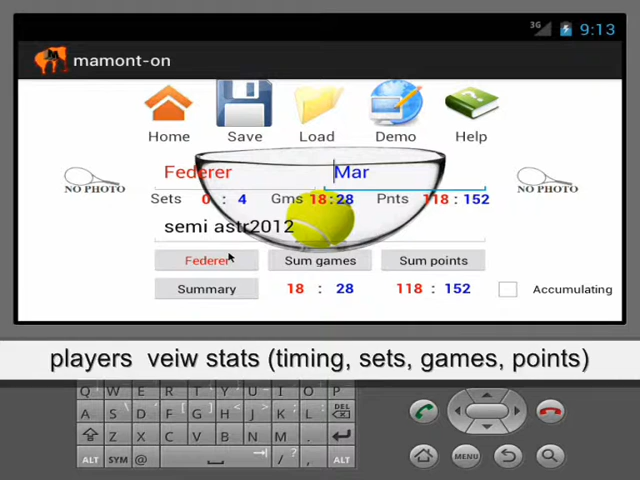 3G 9:13
mamont-on
Home Save Load Demo Help
Federer Mar
NO PHOTO NO PHOTO
Sets 0 : 4 Gms 18:28 Pnts 118:152
semi astr2012
Federer Sum games Sum points
Summary 18 : 28 118 : 152 Accumulating
players veiw stats (timing, sets, games, points)
Q W E R T Y U I O P
A S D F G H J K L DEL
Z X C V B N M .
ALT SYM @ / ? , ALT
MENU